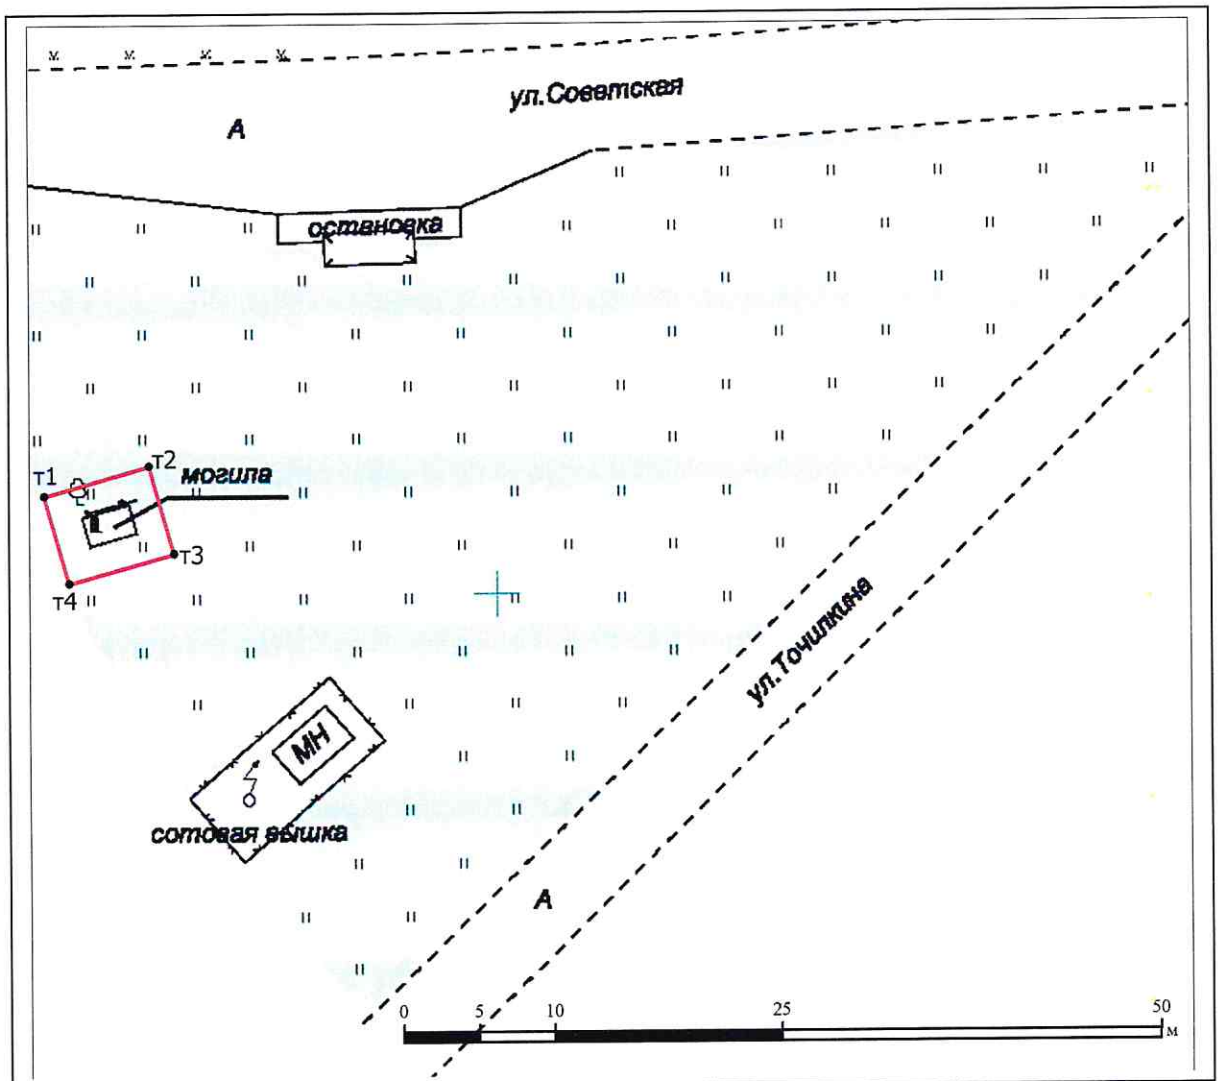 ул.Советская
А
остановка
т1
т2
могила
т3
т4
ул.Точилкина
МН
сотовая вышка
А
0 5 10 25 50
м